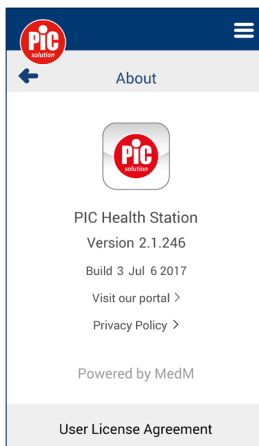 PiC
solution
About
PiC
solution
PIC Health Station
Version 2.1.246
Build 3 Jul 6 2017
Visit our portal >
Privacy Policy >
Powered by MedM
User License Agreement